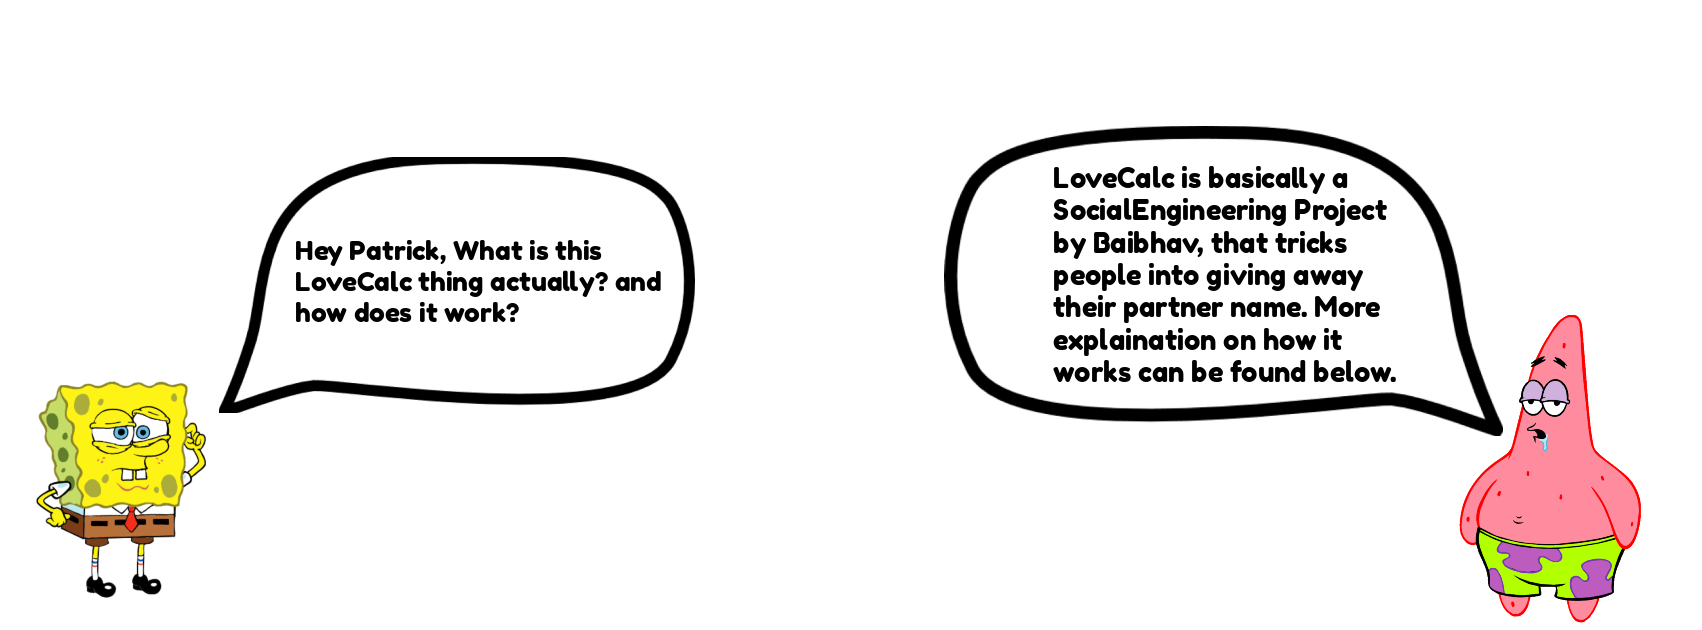 Hey Patrick, What is this
LoveCalc thing actually? and
how does it work?
LoveCalc is basically a
SocialEngineering Project
by Baibhav, that tricks
people into giving away
their partner name. More
explaination on how it
works can be found below.